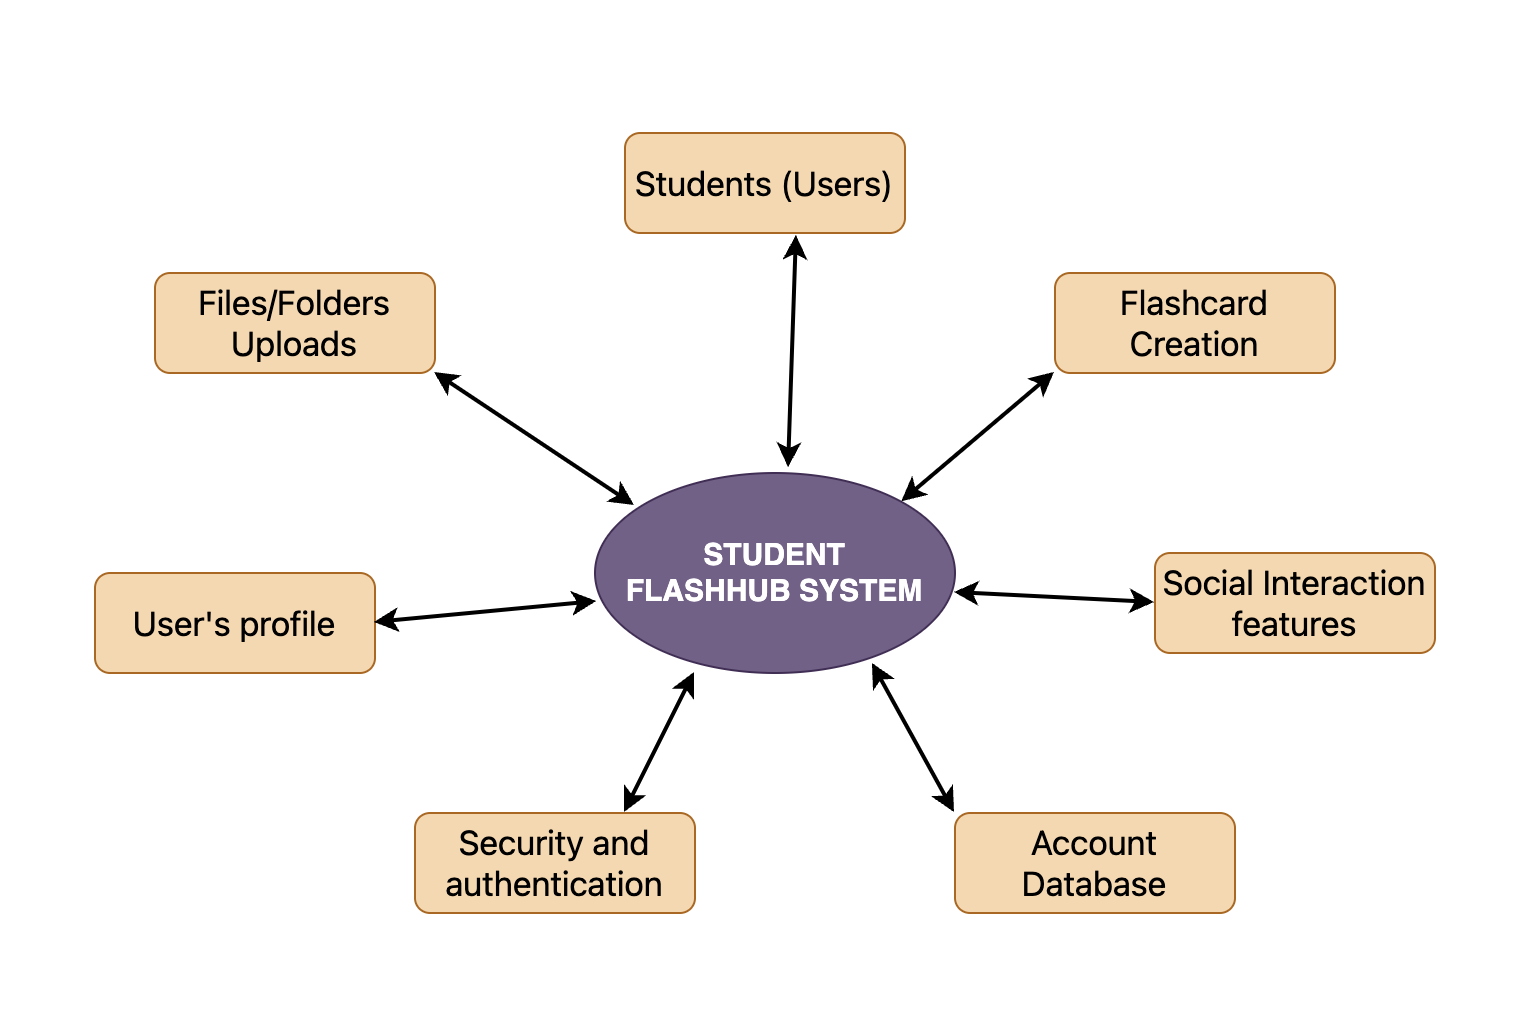 Students (Users)
Files/Folders
Uploads
Flashcard
Creation
STUDENT
FLASHHUB SYSTEM
User's profile
Social Interaction
features
Security and
authentication
Account
Database